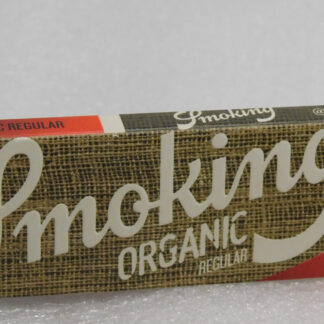 C REGULAR
Smoking
@
Smoking
ORGANIC
REGULAR